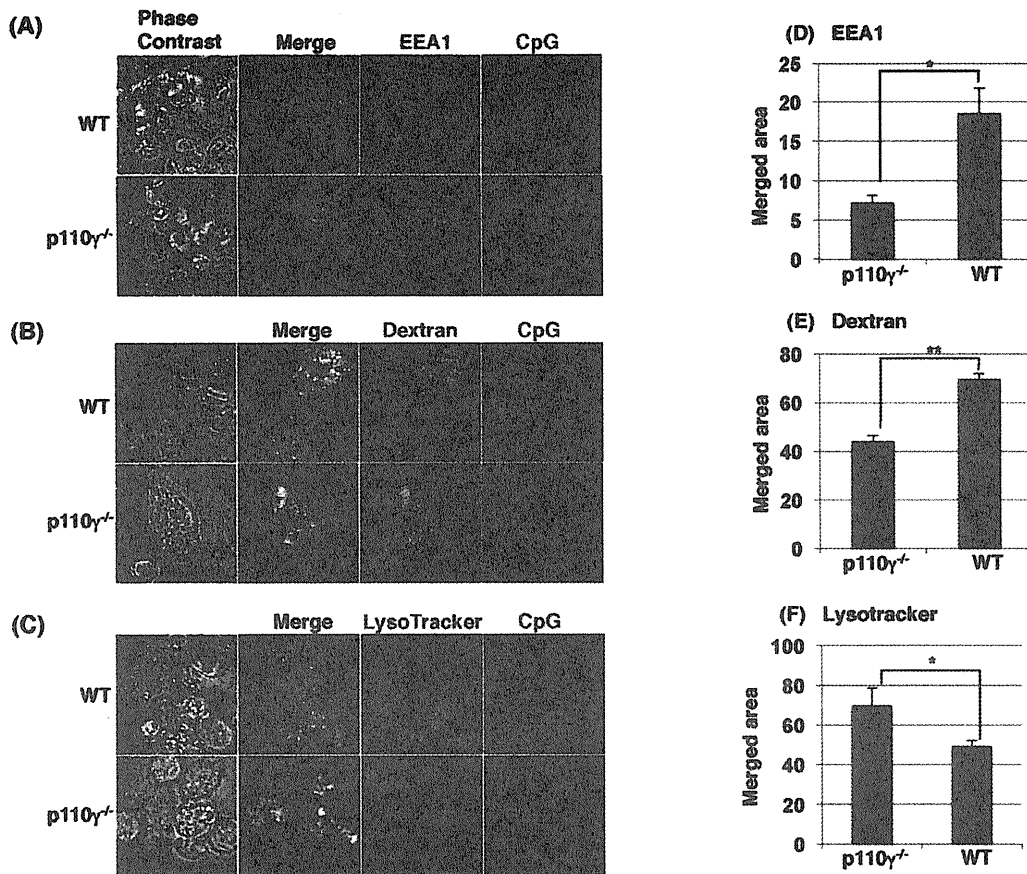 (A)
Phase
Contrast Merge EEA1 CpG
WT
p110γ-/-
(B)
Merge Dextran CpG
WT
p110γ-/-
(C)
Merge LysoTracker CpG
WT
p110γ-/-
(D) EEA1
Merged area
25
20
15
10
5
0
*
p110γ-/- WT
(E) Dextran
Merged area
80
60
40
20
0
**
p110γ-/- WT
(F) Lysotracker
Merged area
100
80
60
40
20
0
*
p110γ-/- WT